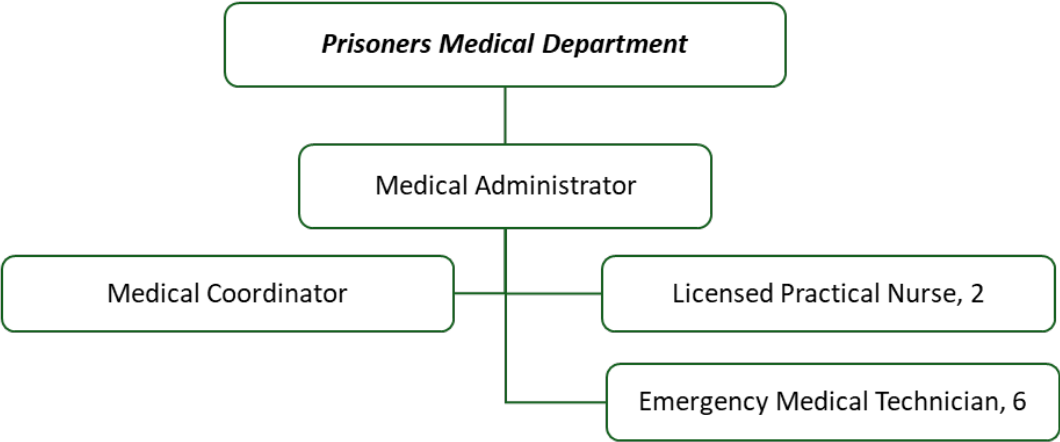 Prisoners Medical Department
Medical Administrator
Medical Coordinator
Licensed Practical Nurse, 2
Emergency Medical Technician, 6